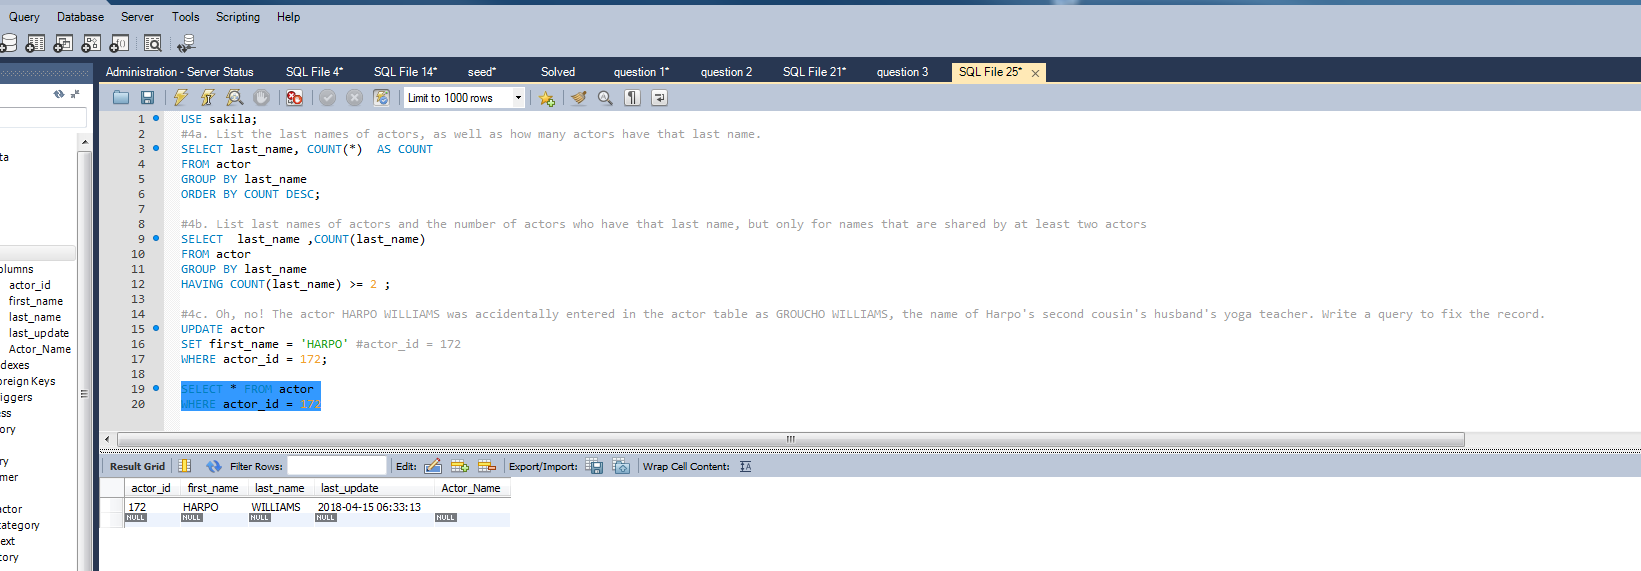 Query Database Server Tools Scripting Help
Administration - Server Status SQL File 4* SQL File 14* seed* Solved question 1* question 2 SQL File 21* question 3 SQL File 25*
Limit to 1000 rows
1 USE sakila;
2 #4a. List the last names of actors, as well as how many actors have that last name.
3 SELECT last_name, COUNT(*)  AS COUNT
4 FROM actor
5 GROUP BY last_name
6 ORDER BY COUNT DESC;
7
8 #4b. List last names of actors and the number of actors who have that last name, but only for names that are shared by at least two actors
9 SELECT  last_name ,COUNT(last_name)
10 FROM actor
11 GROUP BY last_name
12 HAVING COUNT(last_name) >= 2 ;
13
14 #4c. Oh, no! The actor HARPO WILLIAMS was accidentally entered in the actor table as GROUCHO WILLIAMS, the name of Harpo's second cousin's husband's yoga teacher. Write a query to fix the record.
15 UPDATE actor
16 SET first_name = 'HARPO' #actor_id = 172
17 WHERE actor_id = 172;
18
19 SELECT * FROM actor
20 WHERE actor_id = 172
ta
olumns
actor_id
first_name
last_name
last_update
Actor_Name
dexes
oreign Keys
iggers
ess
ory
ry
mer
actor
category
ext
tory
Result Grid Filter Rows: Edit: Export/Import: Wrap Cell Content:
actor_id first_name last_name last_update Actor_Name
172 HARPO WILLIAMS 2018-04-15 06:33:13
NULL NULL NULL NULL NULL